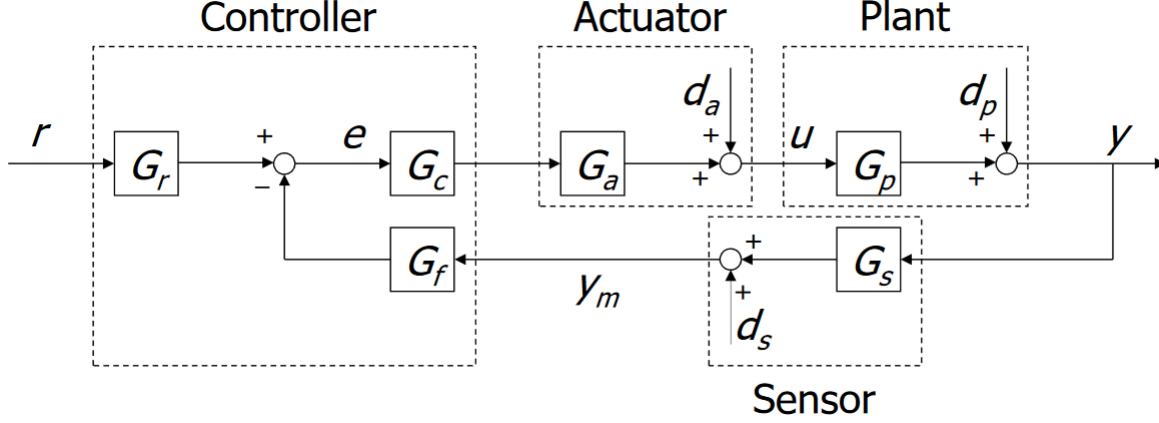 Controller
Actuator
Plant
r
G_r
+
−
e
G_c
G_a
d_a
+
+
u
G_p
d_p
+
+
y
G_f
y_m
+
+
d_s
G_s
Sensor